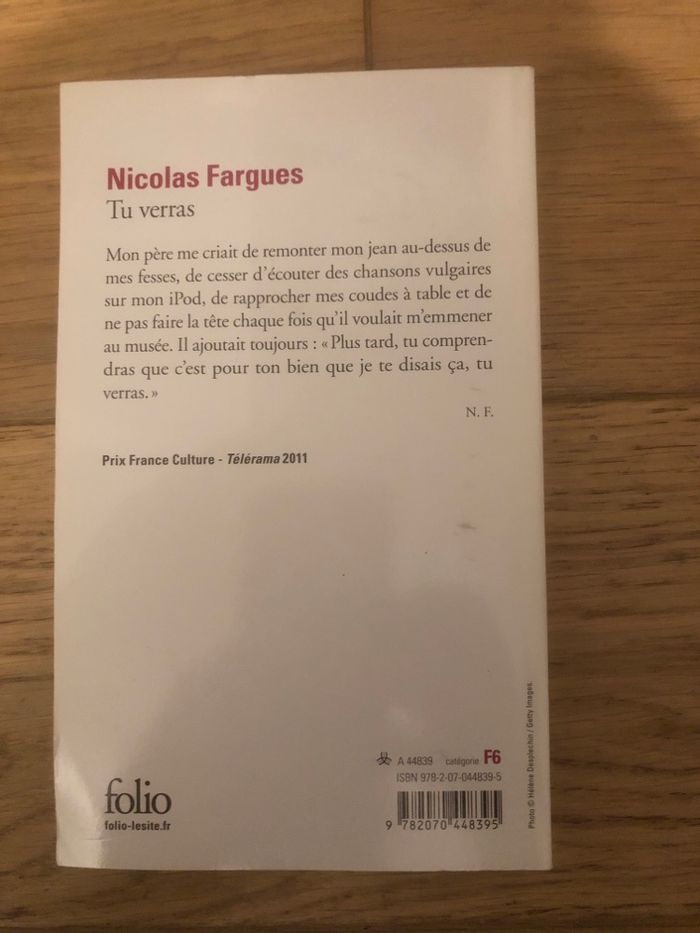 Nicolas Fargues
Tu verras
Mon père me criait de remonter mon jean au-dessus de
mes fesses, de cesser d'écouter des chansons vulgaires
sur mon iPod, de rapprocher mes coudes à table et de
ne pas faire la tête chaque fois qu'il voulait m'emmener
au musée. Il ajoutait toujours : « Plus tard, tu compren-
dras que c'est pour ton bien que je te disais ça, tu
verras. »
N. F.
Prix France Culture - Télérama 2011
A 44839 catégorie F6
ISBN 978-2-07-044839-5
9 782070 448395
folio
folio-lesite.fr
Photo © Hélène Desplechin / Getty Images.